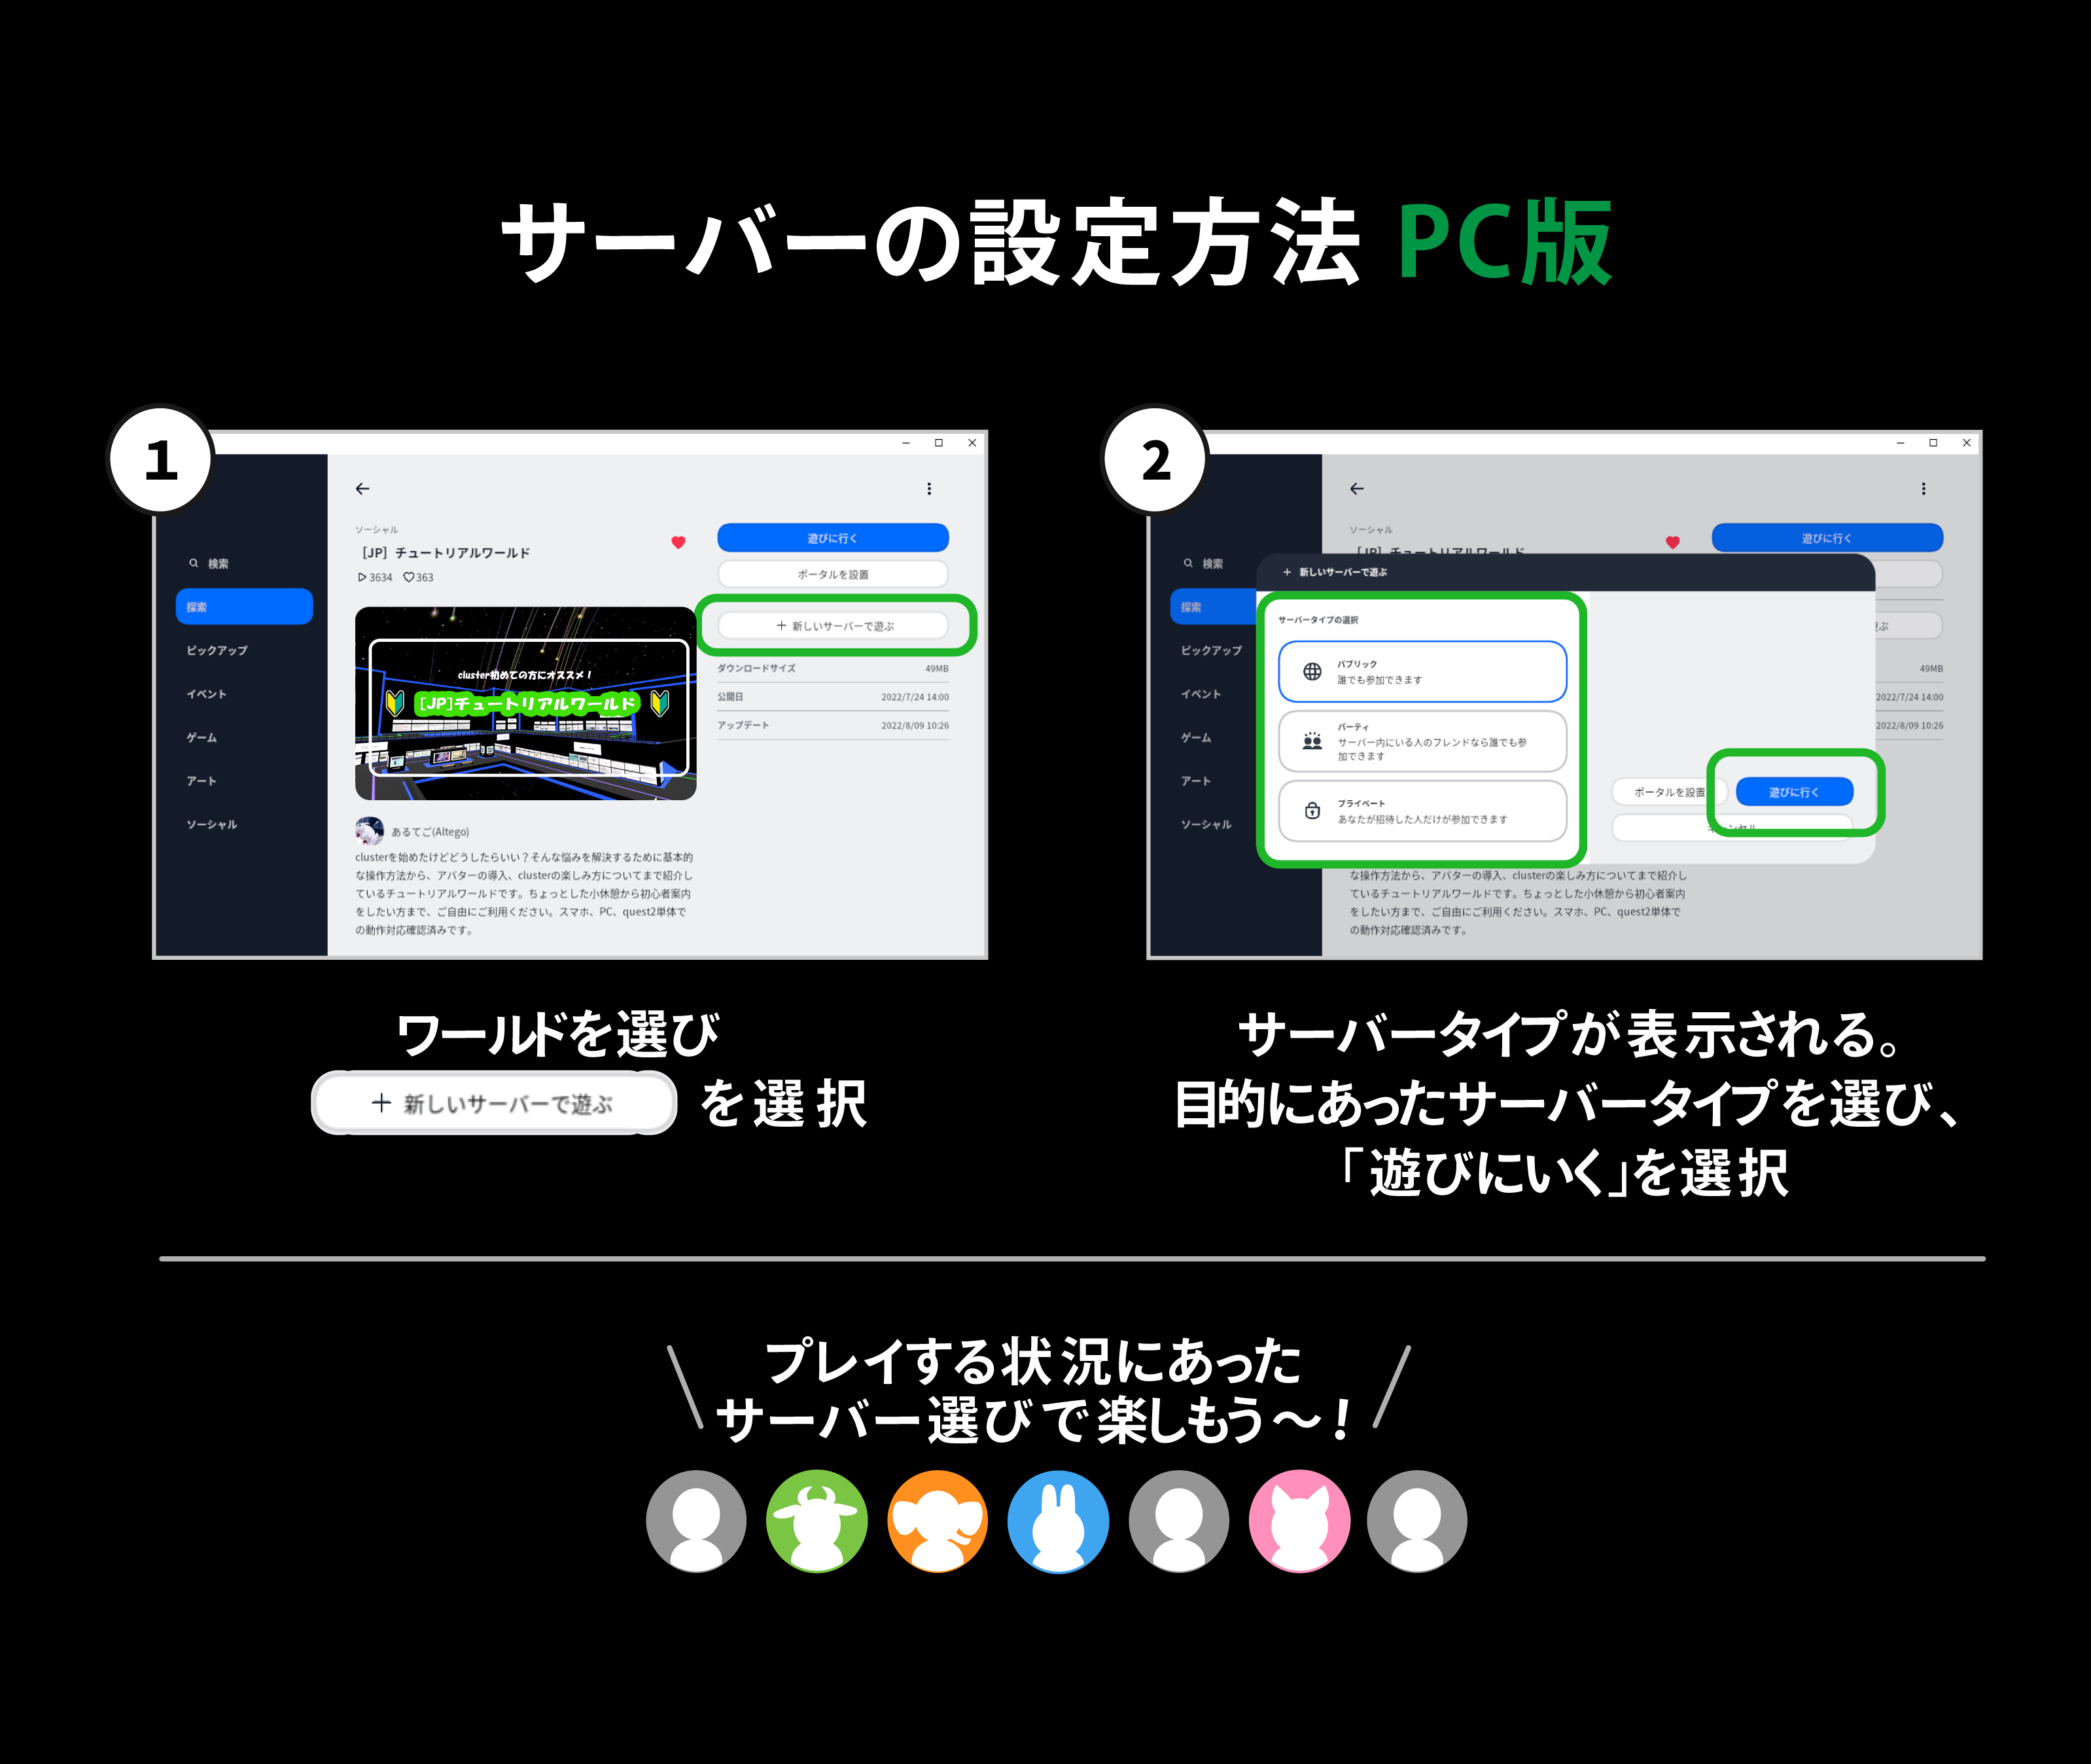 サーバーの設定方法 PC版
1
検索
探索
ピックアップ
イベント
ゲーム
アート
ソーシャル
ソーシャル
[JP] チュートリアルワールド
3634 363
cluster初めての方にオススメ！
[JP]チュートリアルワールド
あるてご(Altego)
clusterを始めたけどどうしたらいい？そんな悩みを解決するために基本的
な操作方法から、アバターの導入、clusterの楽しみ方についてまで紹介し
ているチュートリアルワールドです。ちょっとした小休憩から初心者案内
をしたい方まで、ご自由にご利用ください。スマホ、PC、quest2単体で
の動作対応確認済みです。
遊びに行く
ポータルを設置
+ 新しいサーバーで遊ぶ
ダウンロードサイズ 49MB
公開日 2022/7/24 14:00
アップデート 2022/8/09 10:26
ワールドを選び
+ 新しいサーバーで遊ぶ を選択
2
検索
探索
ピックアップ
イベント
ゲーム
アート
ソーシャル
ソーシャル
[JP] チュートリアルワールド
遊びに行く
+ 新しいサーバーで遊ぶ
サーバータイプの選択
パブリック
誰でも参加できます
パーティ
サーバー内にいる人のフレンドなら誰でも参
加できます
プライベート
あなたが招待した人だけが参加できます
ぶ
49MB
2022/7/24 14:00
2022/8/09 10:26
ポータルを設置
遊びに行く
キャンセル
な操作方法から、アバターの導入、clusterの楽しみ方についてまで紹介し
ているチュートリアルワールドです。ちょっとした小休憩から初心者案内
をしたい方まで、ご自由にご利用ください。スマホ、PC、quest2単体で
の動作対応確認済みです。
サーバータイプが表示される。
目的にあったサーバータイプを選び、
「遊びにいく」を選択
プレイする状況にあった
サーバー選びで楽しもう〜！